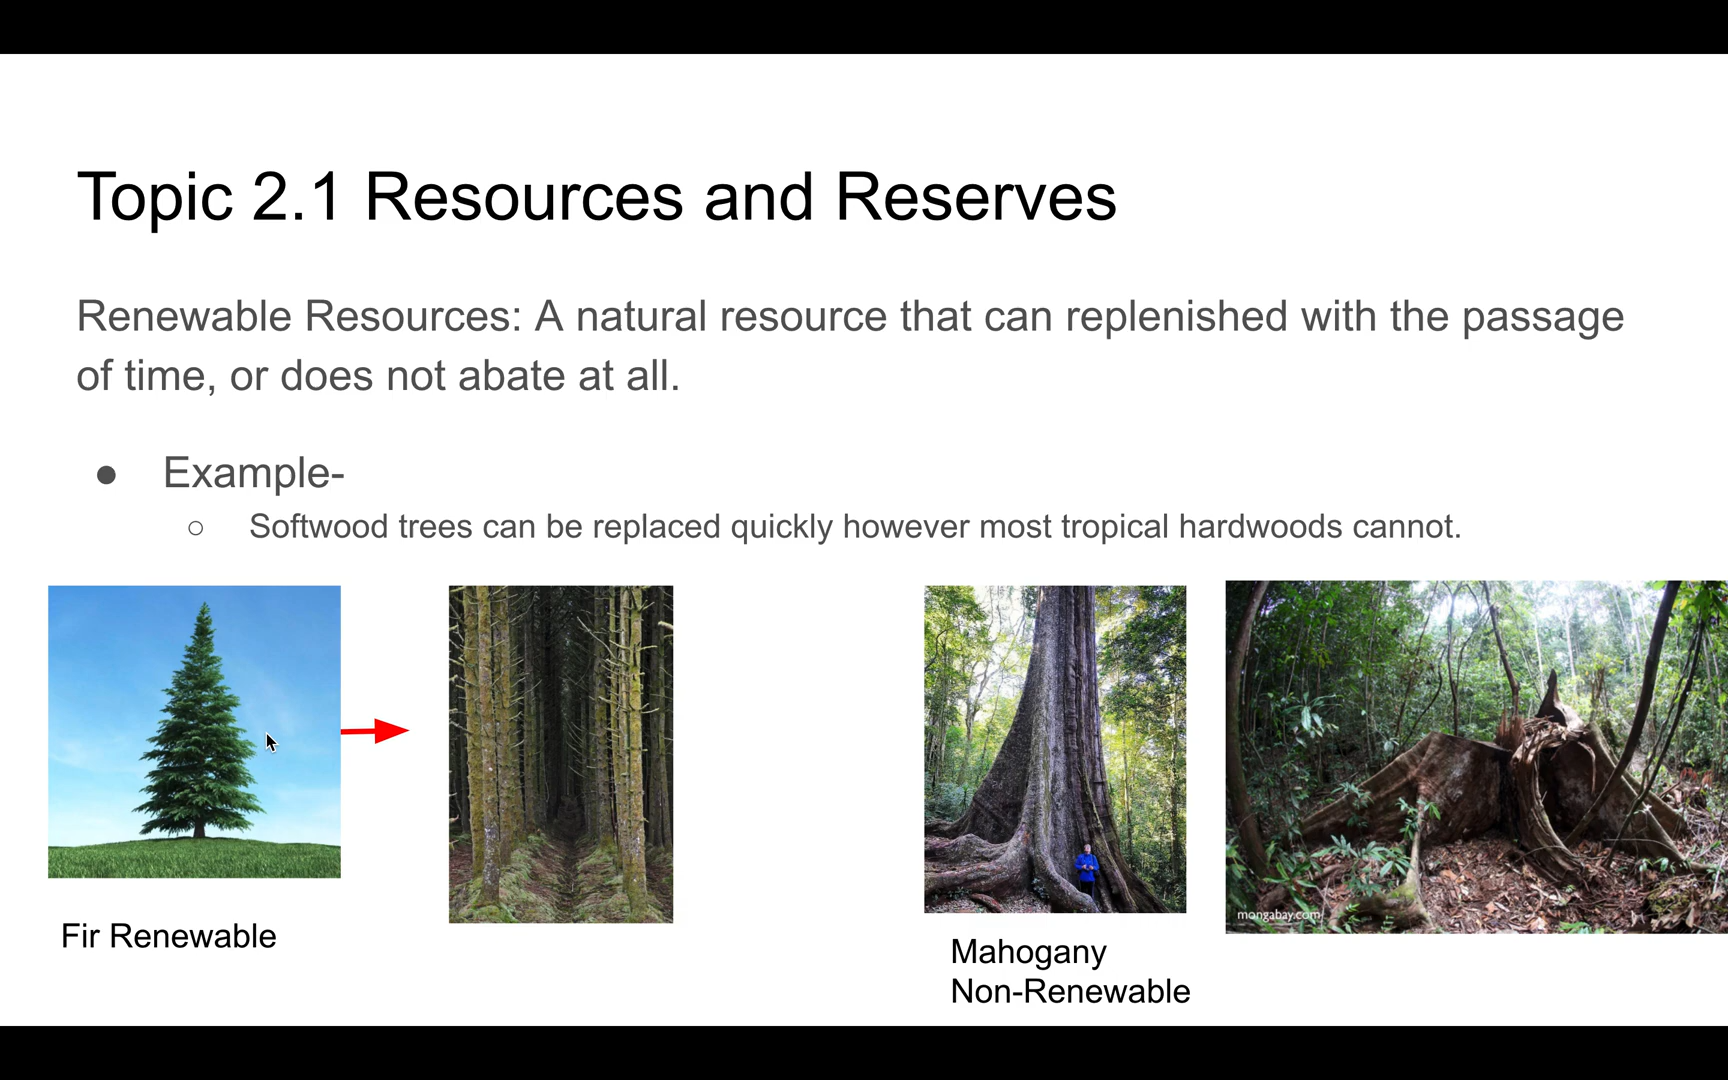 Topic 2.1 Resources and Reserves
Renewable Resources: A natural resource that can replenished with the passage
of time, or does not abate at all.
● Example-
○ Softwood trees can be replaced quickly however most tropical hardwoods cannot.
mongabay.com
Fir Renewable
Mahogany
Non-Renewable